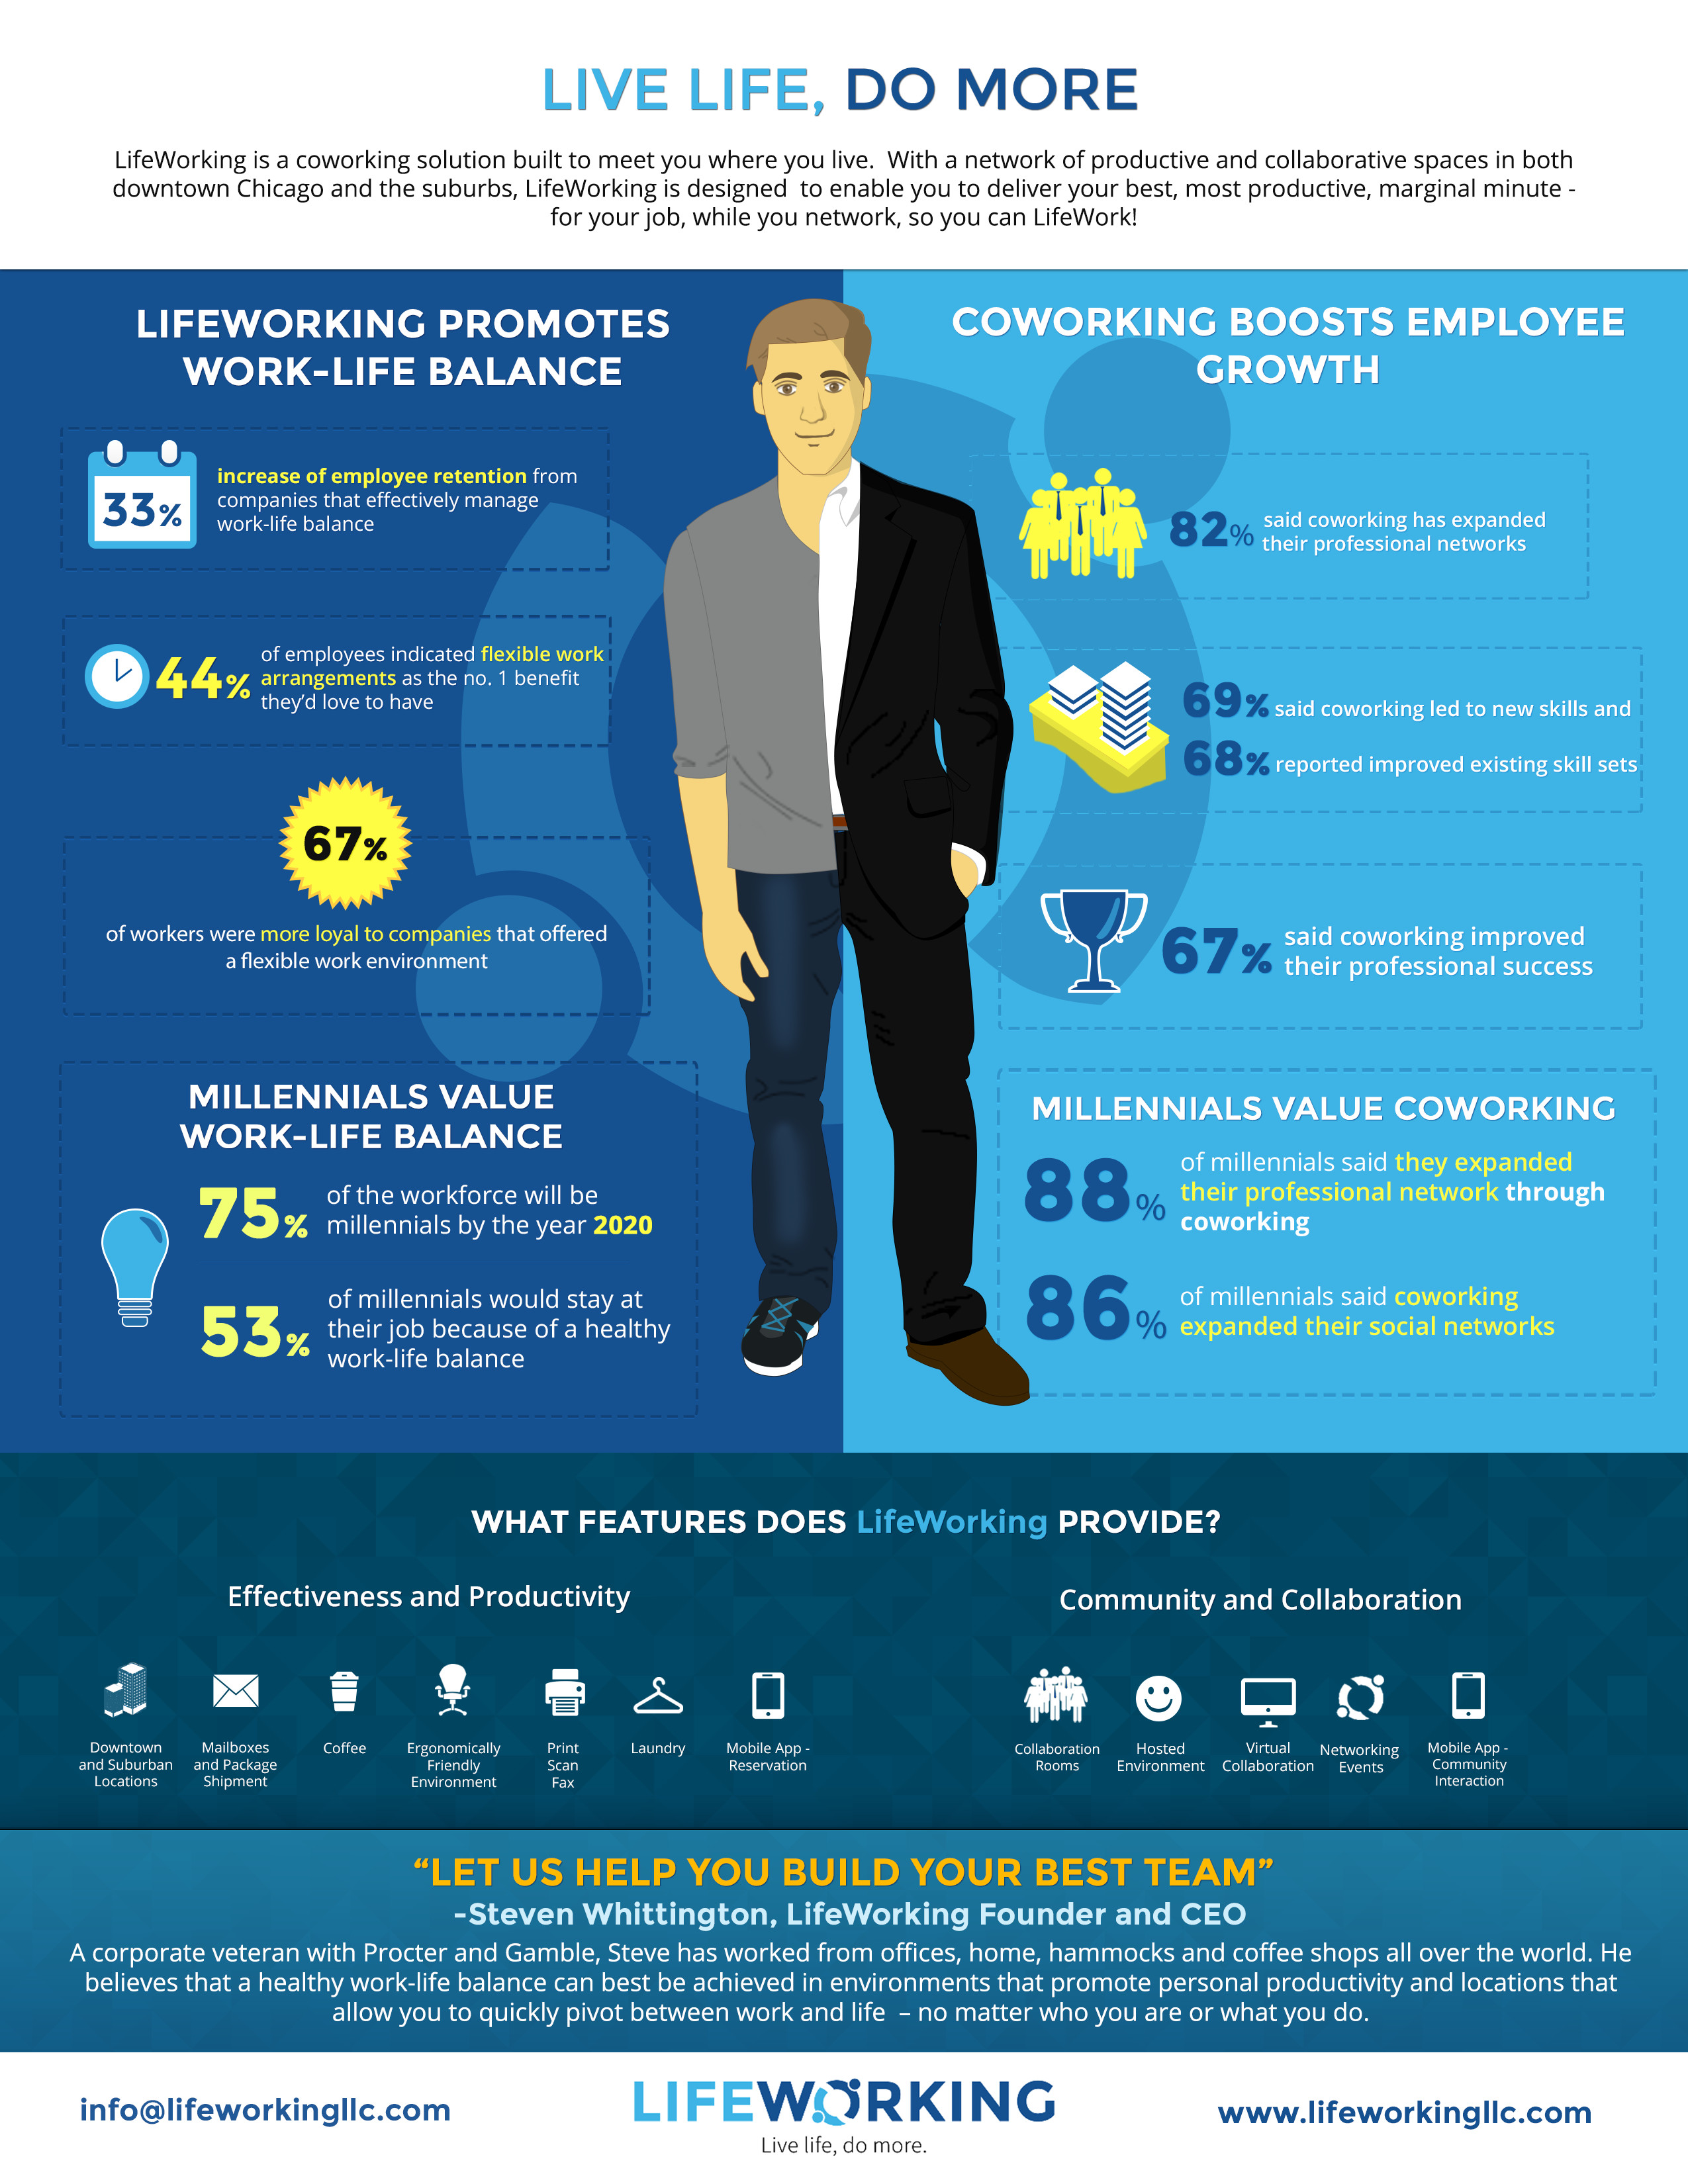 LIVE LIFE, DO MORE
LifeWorking is a coworking solution built to meet you where you live. With a network of productive and collaborative spaces in both
downtown Chicago and the suburbs, LifeWorking is designed to enable you to deliver your best, most productive, marginal minute -
for your job, while you network, so you can LifeWork!
LIFEWORKING PROMOTES
WORK-LIFE BALANCE
33%
increase of employee retention from
companies that effectively manage
work-life balance
44%
of employees indicated flexible work
arrangements as the no. 1 benefit
they'd love to have
67%
of workers were more loyal to companies that offered
a flexible work environment
MILLENNIALS VALUE
WORK-LIFE BALANCE
75%
of the workforce will be
millennials by the year 2020
53%
of millennials would stay at
their job because of a healthy
work-life balance
COWORKING BOOSTS EMPLOYEE
GROWTH
82%
said coworking has expanded
their professional networks
69% said coworking led to new skills and
68% reported improved existing skill sets
67%
said coworking improved
their professional success
MILLENNIALS VALUE COWORKING
88%
of millennials said they expanded
their professional network through
coworking
86%
of millennials said coworking
expanded their social networks
WHAT FEATURES DOES LifeWorking PROVIDE?
Effectiveness and Productivity
Downtown
and Suburban
Locations
Mailboxes
and Package
Shipment
Coffee
Ergonomically
Friendly
Environment
Print
Scan
Fax
Laundry
Mobile App -
Reservation
Community and Collaboration
Collaboration
Rooms
Hosted
Environment
Virtual
Collaboration
Networking
Events
Mobile App -
Community
Interaction
“LET US HELP YOU BUILD YOUR BEST TEAM”
-Steven Whittington, LifeWorking Founder and CEO
A corporate veteran with Procter and Gamble, Steve has worked from offices, home, hammocks and coffee shops all over the world. He
believes that a healthy work-life balance can best be achieved in environments that promote personal productivity and locations that
allow you to quickly pivot between work and life – no matter who you are or what you do.
info@lifeworkingllc.com
LIFEWORKING
Live life, do more.
www.lifeworkingllc.com